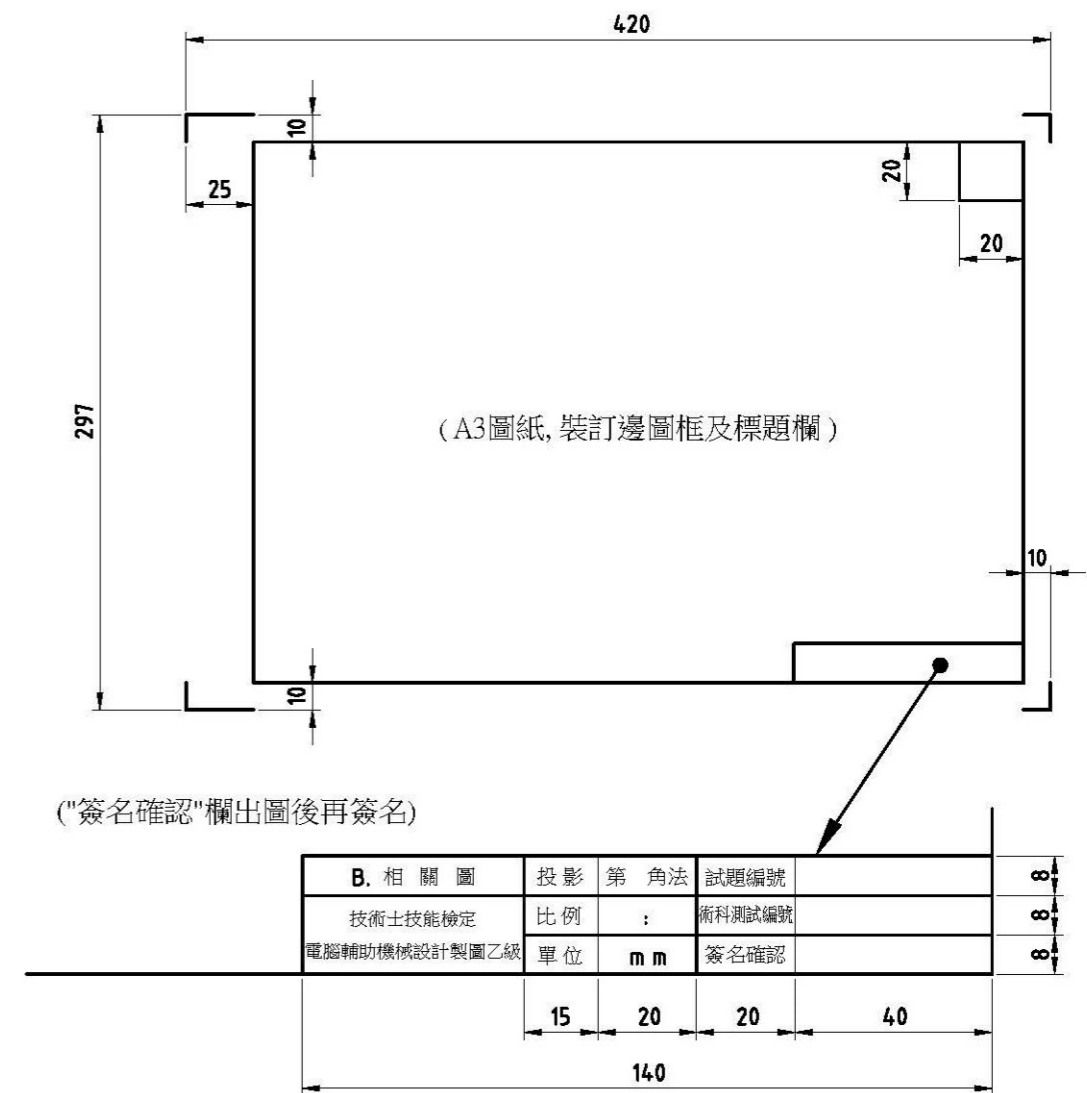 420
10
25
20
20
297
( A3圖紙, 裝訂邊圖框及標題欄 )
10
10
("簽名確認"欄出圖後再簽名)
B. 相 關 圖 投 影 第 角法 試題編號 8
技術士技能檢定 比 例 : 術科測試編號 8
電腦輔助機械設計製圖乙級 單 位 m m 簽名確認 8
15 20 20 40
140